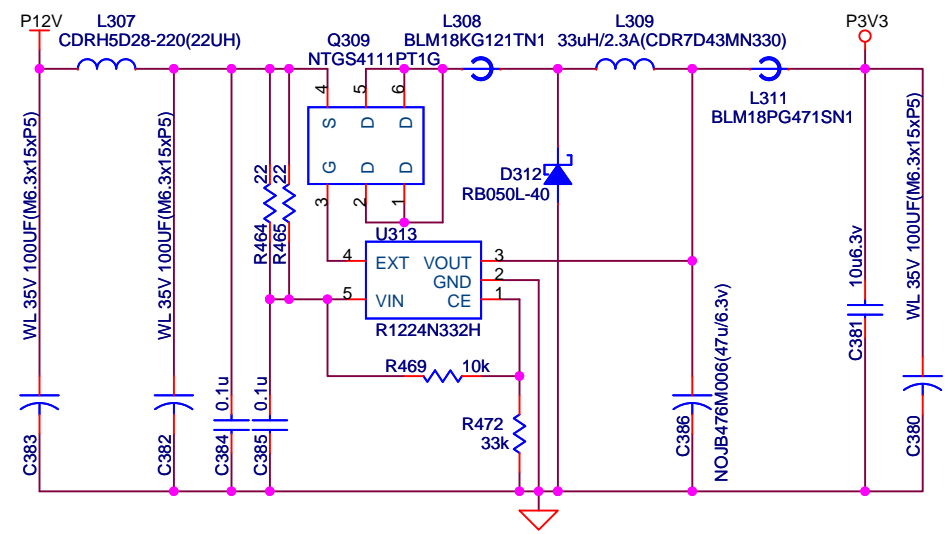 P12V
L307
CDRH5D28-220(22UH)
Q309
NTGS4111PT1G
L308
BLM18KG121TN1
L309
33uH/2.3A(CDR7D43MN330)
P3V3
L311
BLM18PG471SN1
4
5
6
S
D
D
G
D
D
3
2
1
WL 35V 100UF(M6.3x15xP5)
C383
WL 35V 100UF(M6.3x15xP5)
C382
R464
22
R465
22
D312
RB050L-40
U313
4
EXT
VOUT
3
GND
2
5
VIN
CE
1
R1224N332H
R469
10k
R472
33k
0.1u
C384
0.1u
C385
C386
NOJB476M006(47u/6.3v)
10u6.3v
C381
WL 35V 100UF(M6.3x15xP5)
C380